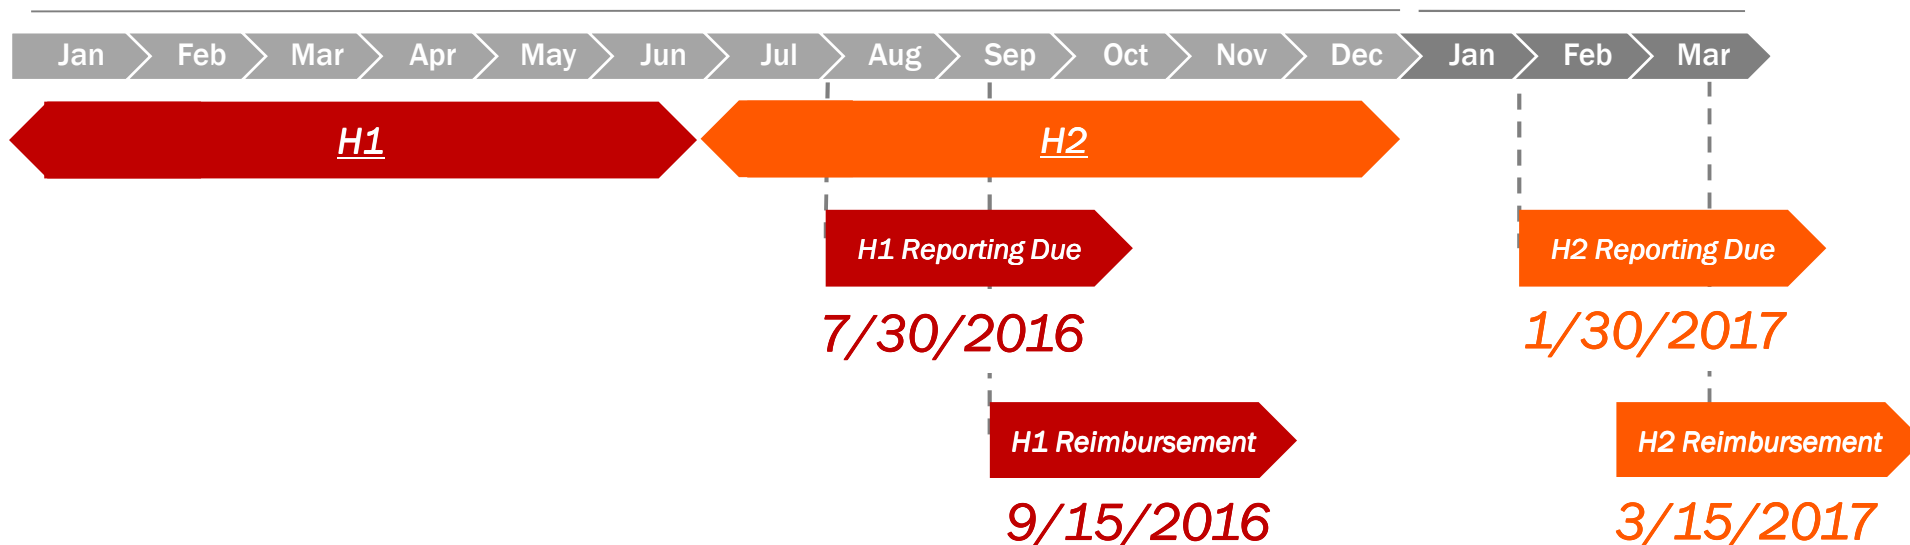 Jan Feb Mar Apr May Jun Jul Aug Sep Oct Nov Dec Jan Feb Mar
H1 H2
H1 Reporting Due H2 Reporting Due
7/30/2016 1/30/2017
H1 Reimbursement H2 Reimbursement
9/15/2016 3/15/2017